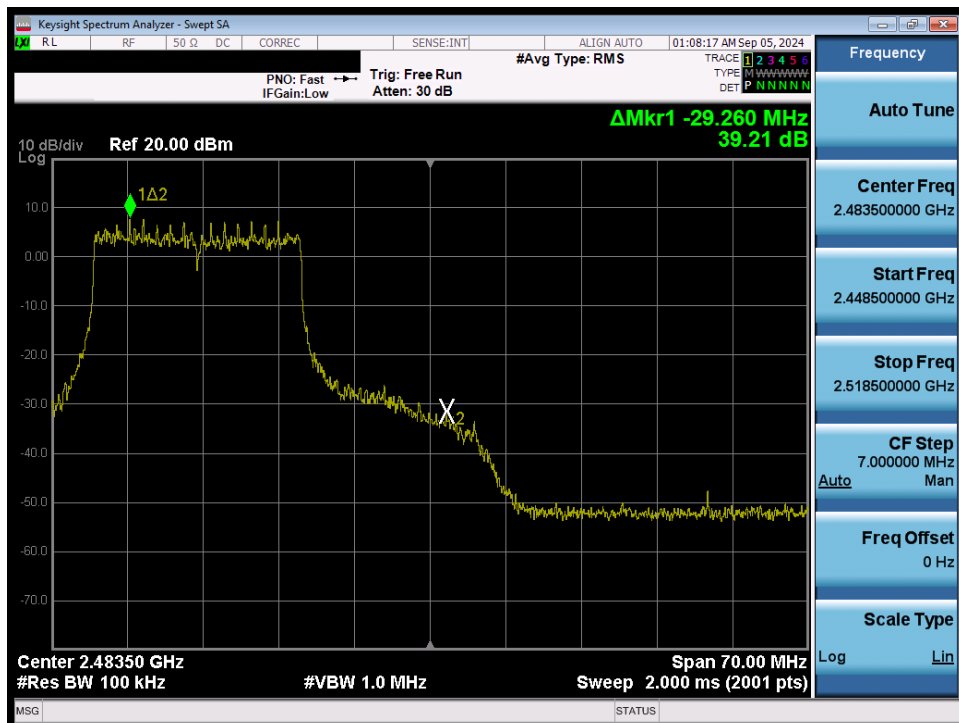 Keysight Spectrum Analyzer - Swept SA
LXI RL RF 50 Ω DC CORREC SENSE:INT ALIGN AUTO 01:08:17 AM Sep 05, 2024
#Avg Type: RMS
TRACE 1 2 3 4 5 6
TYPE M W W W W W
DET P N N N N N
PNO: Fast Trig: Free Run
IFGain:Low Atten: 30 dB
ΔMkr1 -29.260 MHz
39.21 dB
10 dB/div Ref 20.00 dBm
Log
1Δ2
10.0
0.00
-10.0
-20.0
-30.0
X2
-40.0
-50.0
-60.0
-70.0
Center 2.48350 GHz Span 70.00 MHz
#Res BW 100 kHz #VBW 1.0 MHz Sweep 2.000 ms (2001 pts)
MSG STATUS
Frequency
Auto Tune
Center Freq
2.483500000 GHz
Start Freq
2.448500000 GHz
Stop Freq
2.518500000 GHz
CF Step
7.000000 MHz
Auto Man
Freq Offset
0 Hz
Scale Type
Log Lin